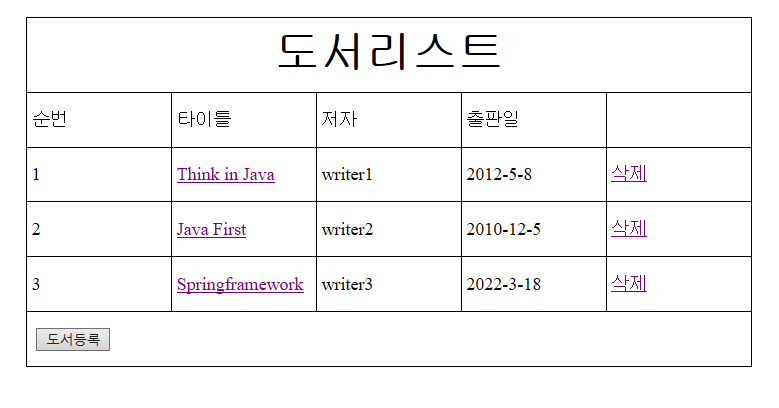 도서리스트
순번 타이틀 저자 출판일
1 Think in Java writer1 2012-5-8 삭제
2 Java First writer2 2010-12-5 삭제
3 Springframework writer3 2022-3-18 삭제
도서등록